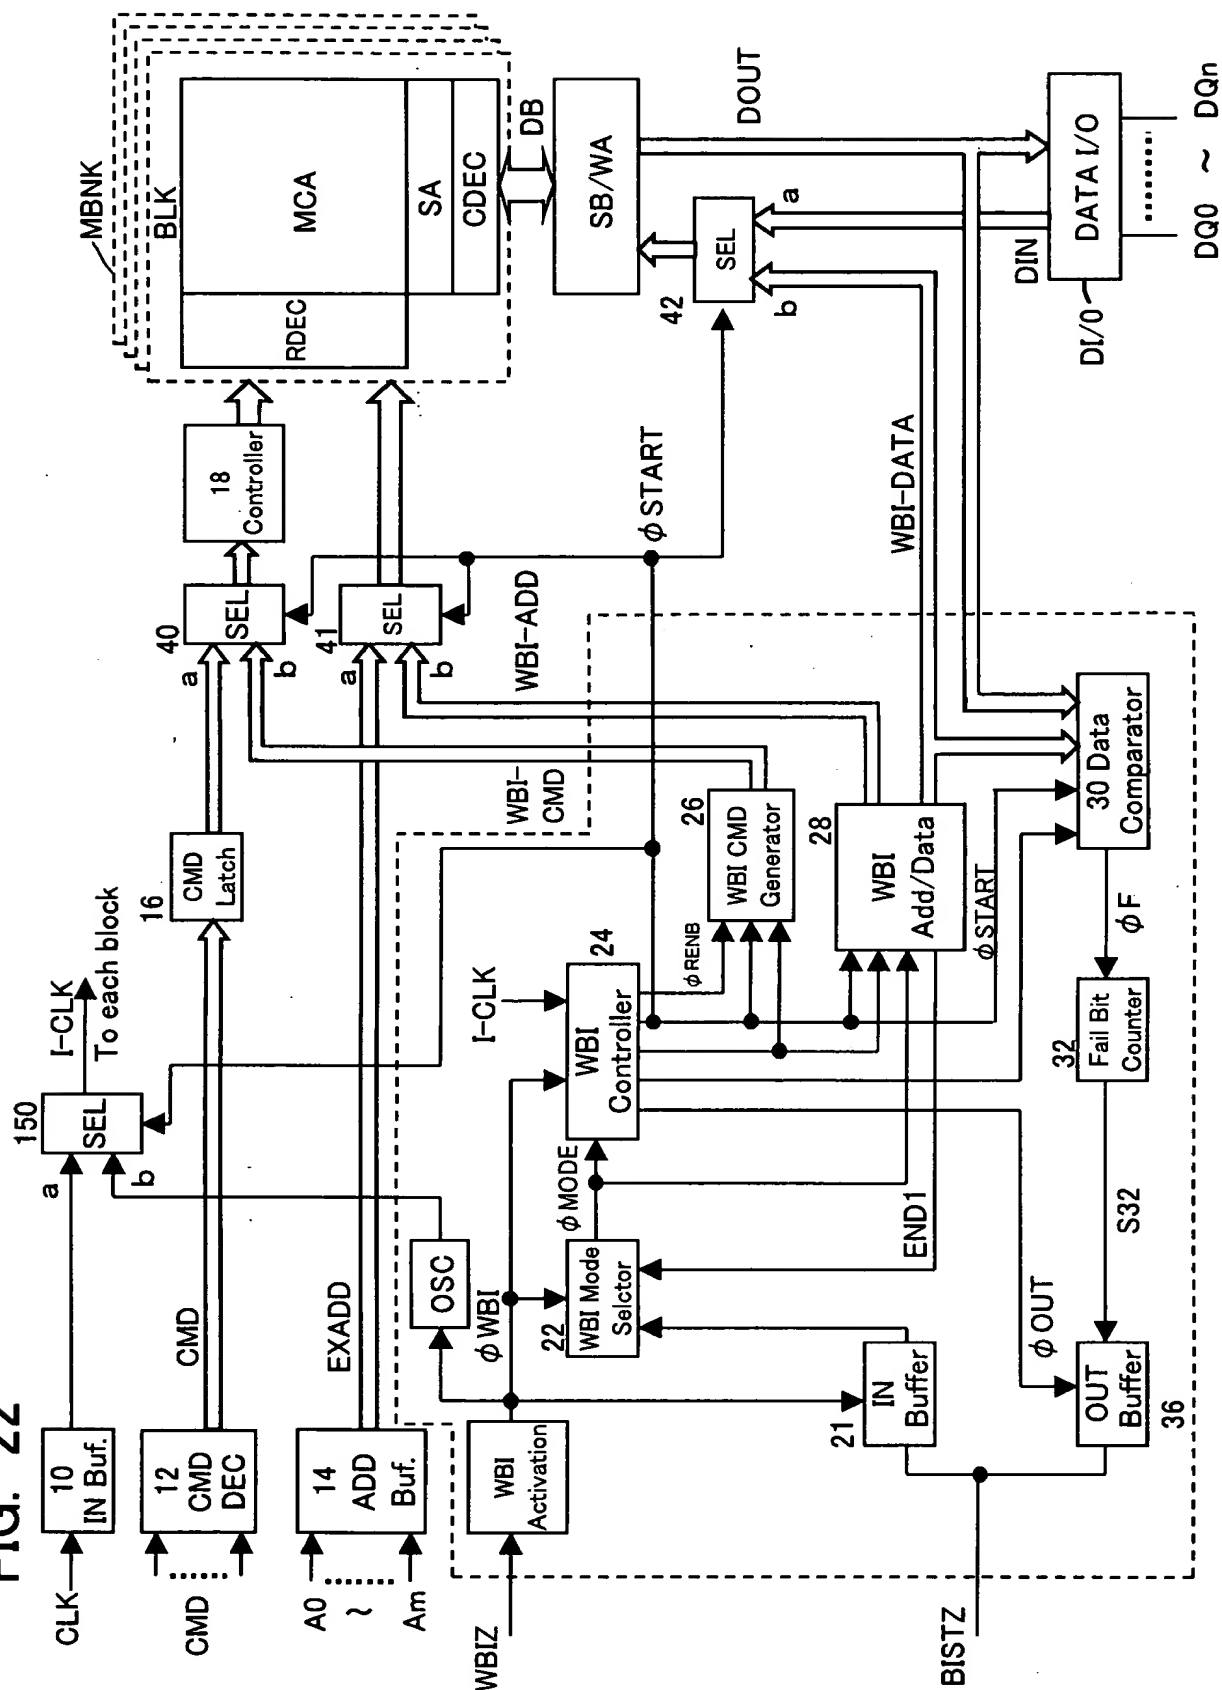 FIG. 22
CLK
10
IN Buf.
a
b
150
SEL
I-CLK
To each block
CMD
12
CMD
DEC
CMD
16
CMD
Latch
a
b
40
SEL
18
Controller
MBNK
BLK
MCA
RDEC
SA
CDEC
DB
SB/WA
DOUT
A0
~
Am
14
ADD
Buf.
EXADD
a
b
41
SEL
WBI-
CMD
WBI-ADD
φSTART
42
SEL
a
b
DIN
DATA I/O
DI/O
DQ0 ~ DQn
WBI-DATA
OSC
WBIZ
WBI
Activation
φWBI
22
WBI Mode
Selctor
φMODE
I-CLK
24
WBI
Controller
φRENB
26
WBI CMD
Generator
28
WBI
Add/Data
φSTART
END1
21
IN
Buffer
BISTZ
OUT
Buffer
36
φOUT
S32
32
Fail Bit
Counter
φF
30 Data
Comparator